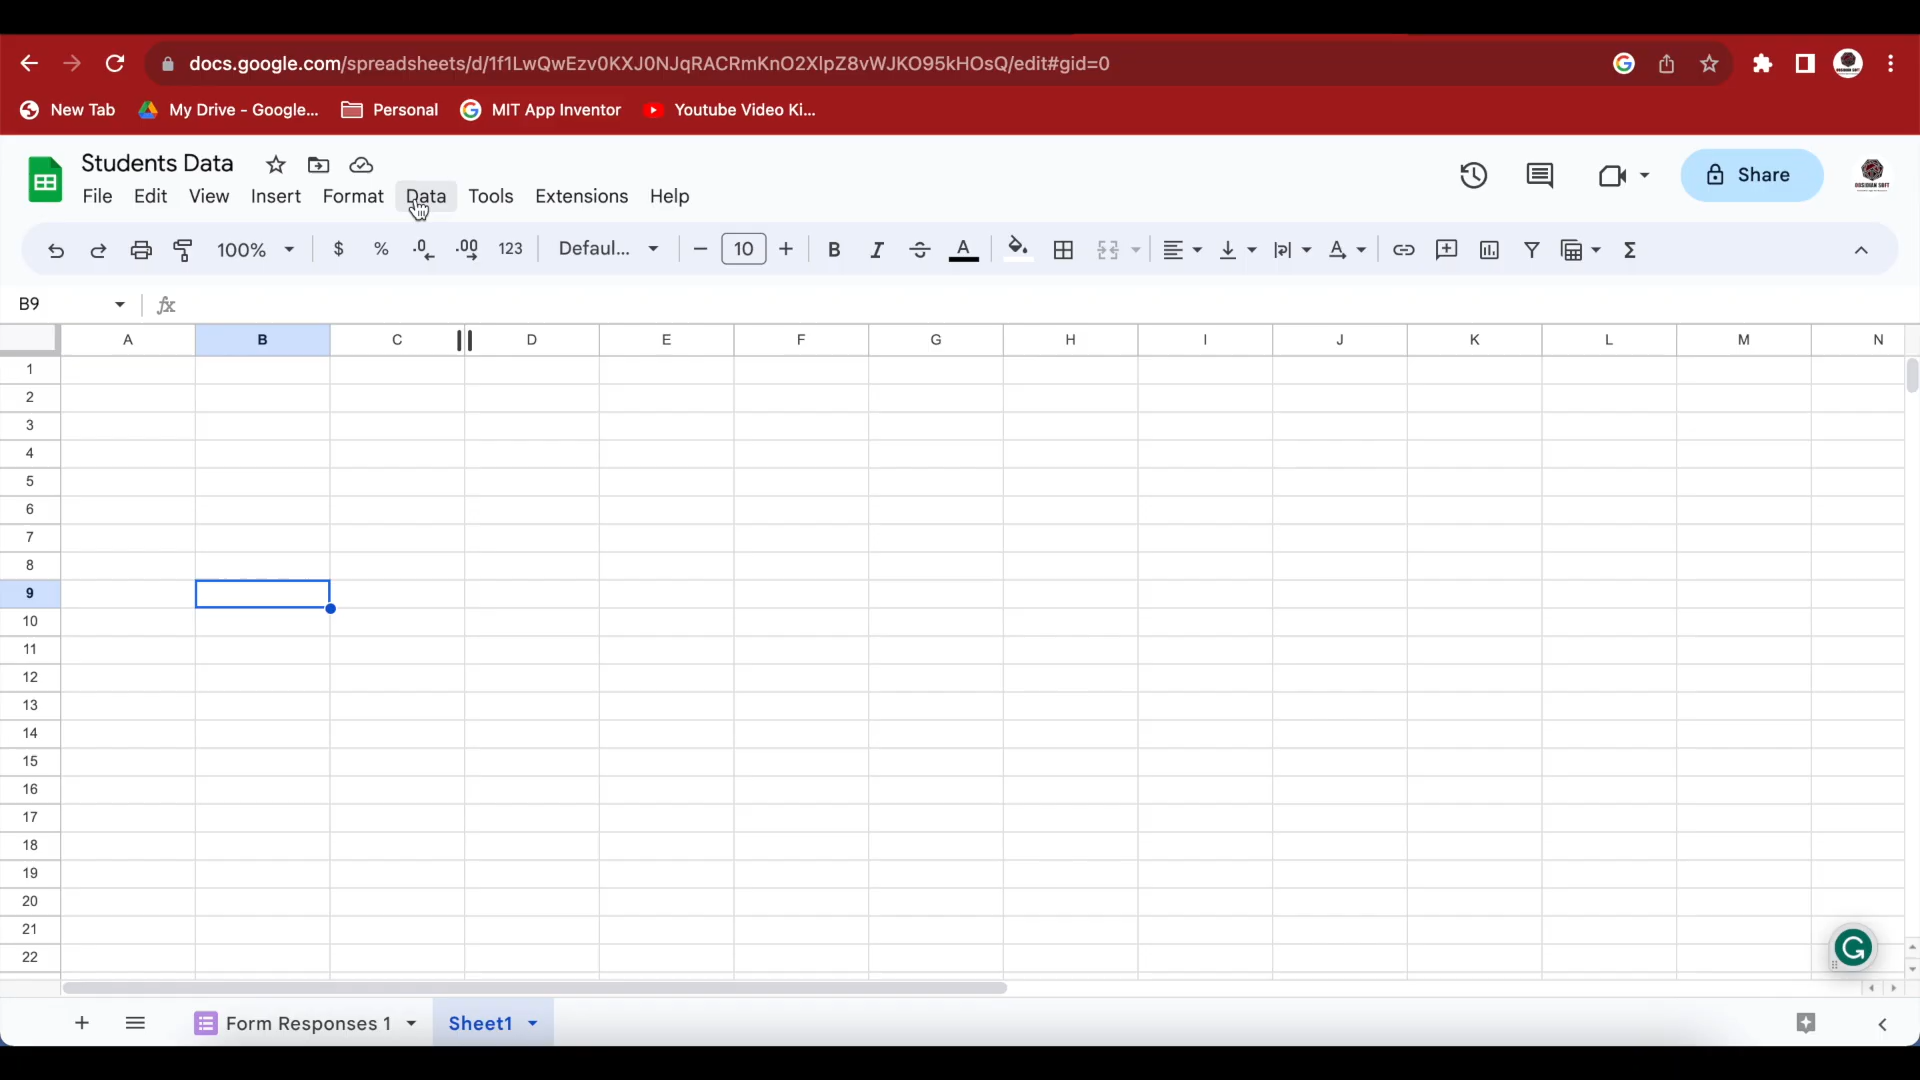 docs.google.com/spreadsheets/d/1f1LwQwEzv0KXJ0NJqRACRmKnO2XlpZ8vWJKO95kHOsQ/edit#gid=0
New Tab My Drive - Google... Personal MIT App Inventor Youtube Video Ki...
Students Data
File Edit View Insert Format Data Tools Extensions Help
Share
OBSIDIAN SOFT
100% $ % .0 .00 123 Defaul... 10 B I A
B9 fx
A B C D E F G H I J K L M N
1
2
3
4
5
6
7
8
9
10
11
12
13
14
15
16
17
18
19
20
21
22
Form Responses 1 Sheet1